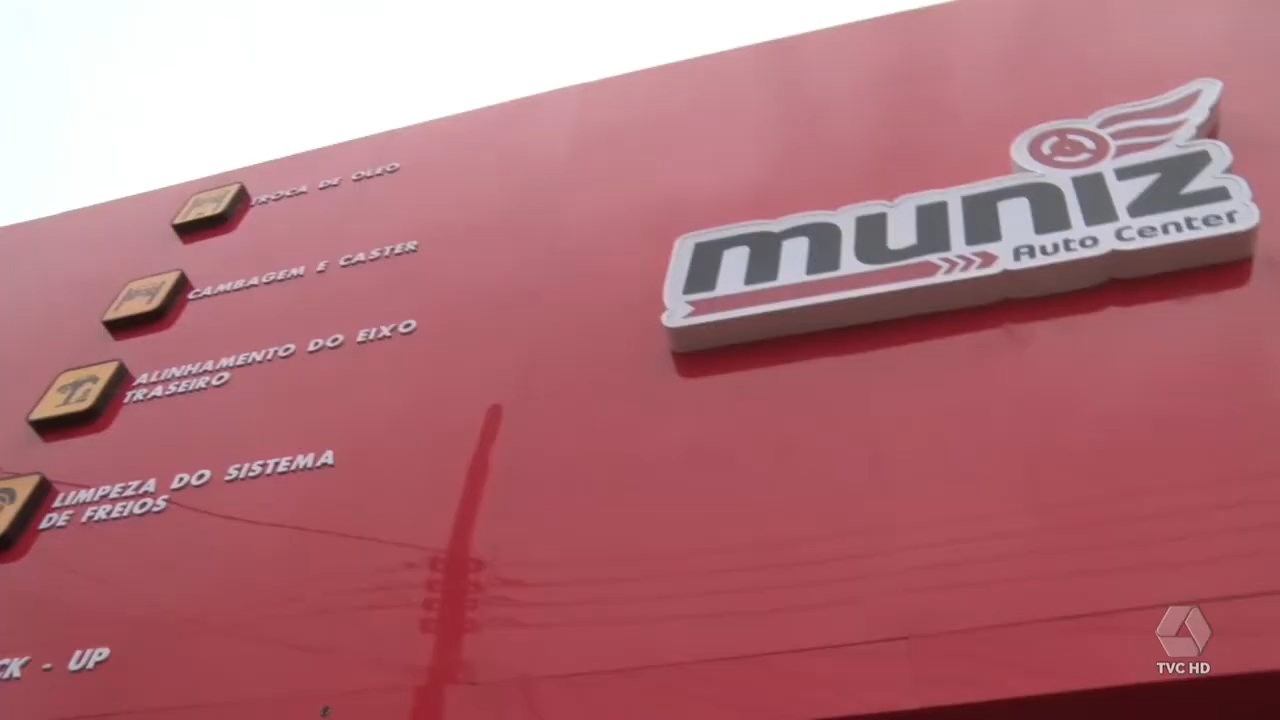 TROCA DE OLEO
CAMBAGEM E CASTER
ALINHAMENTO DO EIXO
TRASEIRO
LIMPEZA DO SISTEMA
DE FREIOS
CK - UP
muniz
Auto Center
TVC HD